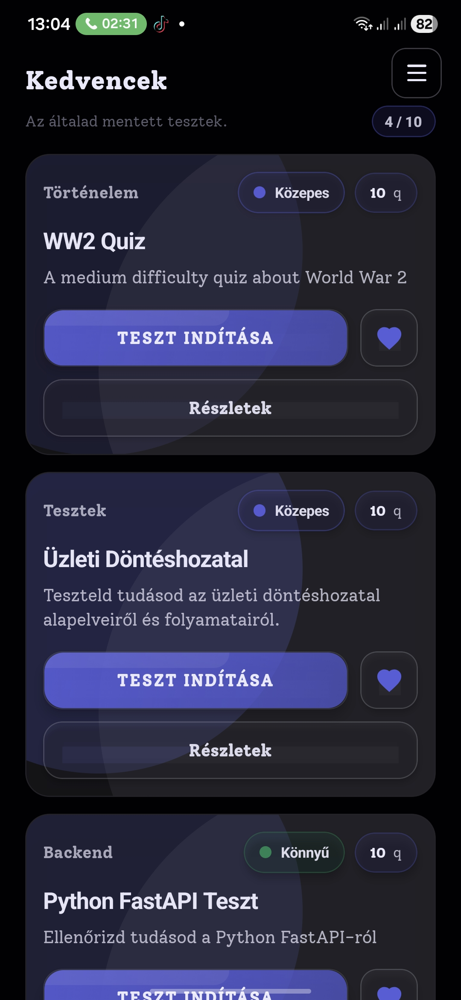 13:04 02:31 82
Kedvencek
Az általad mentett tesztek. 4 / 10
Történelem Közepes 10 q
WW2 Quiz
A medium difficulty quiz about World War 2
TESZT INDÍTÁSA
Részletek
Tesztek Közepes 10 q
Üzleti Döntéshozatal
Teszteld tudásod az üzleti döntéshozatal
alapelveiről és folyamatairól.
TESZT INDÍTÁSA
Részletek
Backend Könnyű 10 q
Python FastAPI Teszt
Ellenőrizd tudásod a Python FastAPI-ról
TESZT INDÍTÁSA